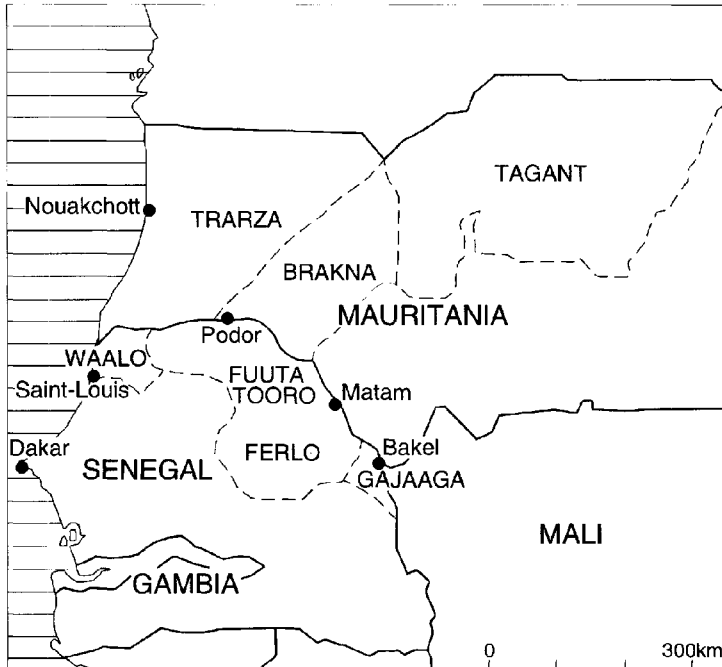 TAGANT
Nouakchott
TRARZA
BRAKNA
MAURITANIA
Podor
WAALO
FUUTA
TOORO
Saint-Louis
Matam
Dakar
SENEGAL
FERLO
Bakel
GAJAAGA
MALI
GAMBIA
0 300km